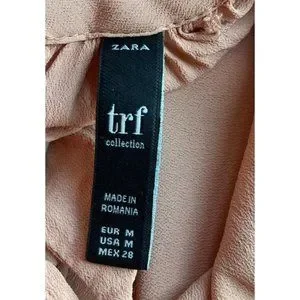 ZARA
trf
collection
MADE IN
ROMANIA
EUR M
USA M
MEX 28